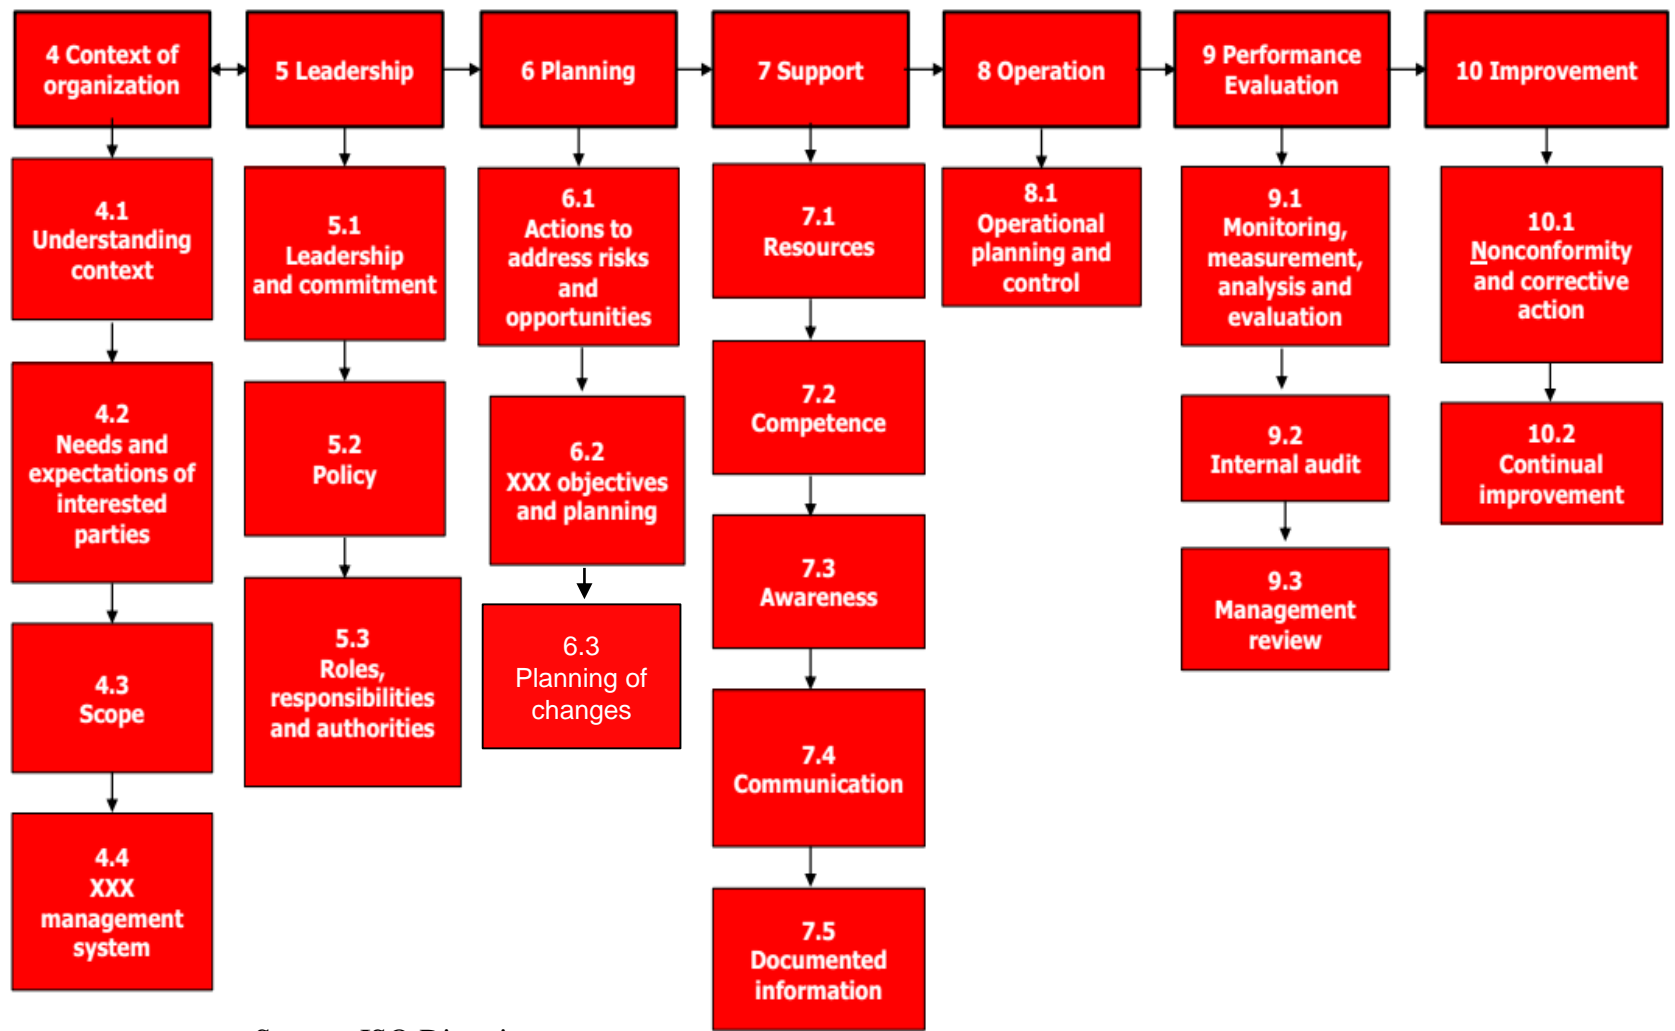 4 Context of
organization
5 Leadership
6 Planning
7 Support
8 Operation
9 Performance
Evaluation
10 Improvement
4.1
Understanding
context
4.2
Needs and
expectations of
interested
parties
4.3
Scope
4.4
XXX
management
system
5.1
Leadership
and commitment
5.2
Policy
5.3
Roles,
responsibilities
and authorities
6.1
Actions to
address risks
and
opportunities
6.2
XXX objectives
and planning
6.3
Planning of
changes
7.1
Resources
7.2
Competence
7.3
Awareness
7.4
Communication
7.5
Documented
information
8.1
Operational
planning and
control
9.1
Monitoring,
measurement,
analysis and
evaluation
9.2
Internal audit
9.3
Management
review
10.1
Nonconformity
and corrective
action
10.2
Continual
improvement
ISO